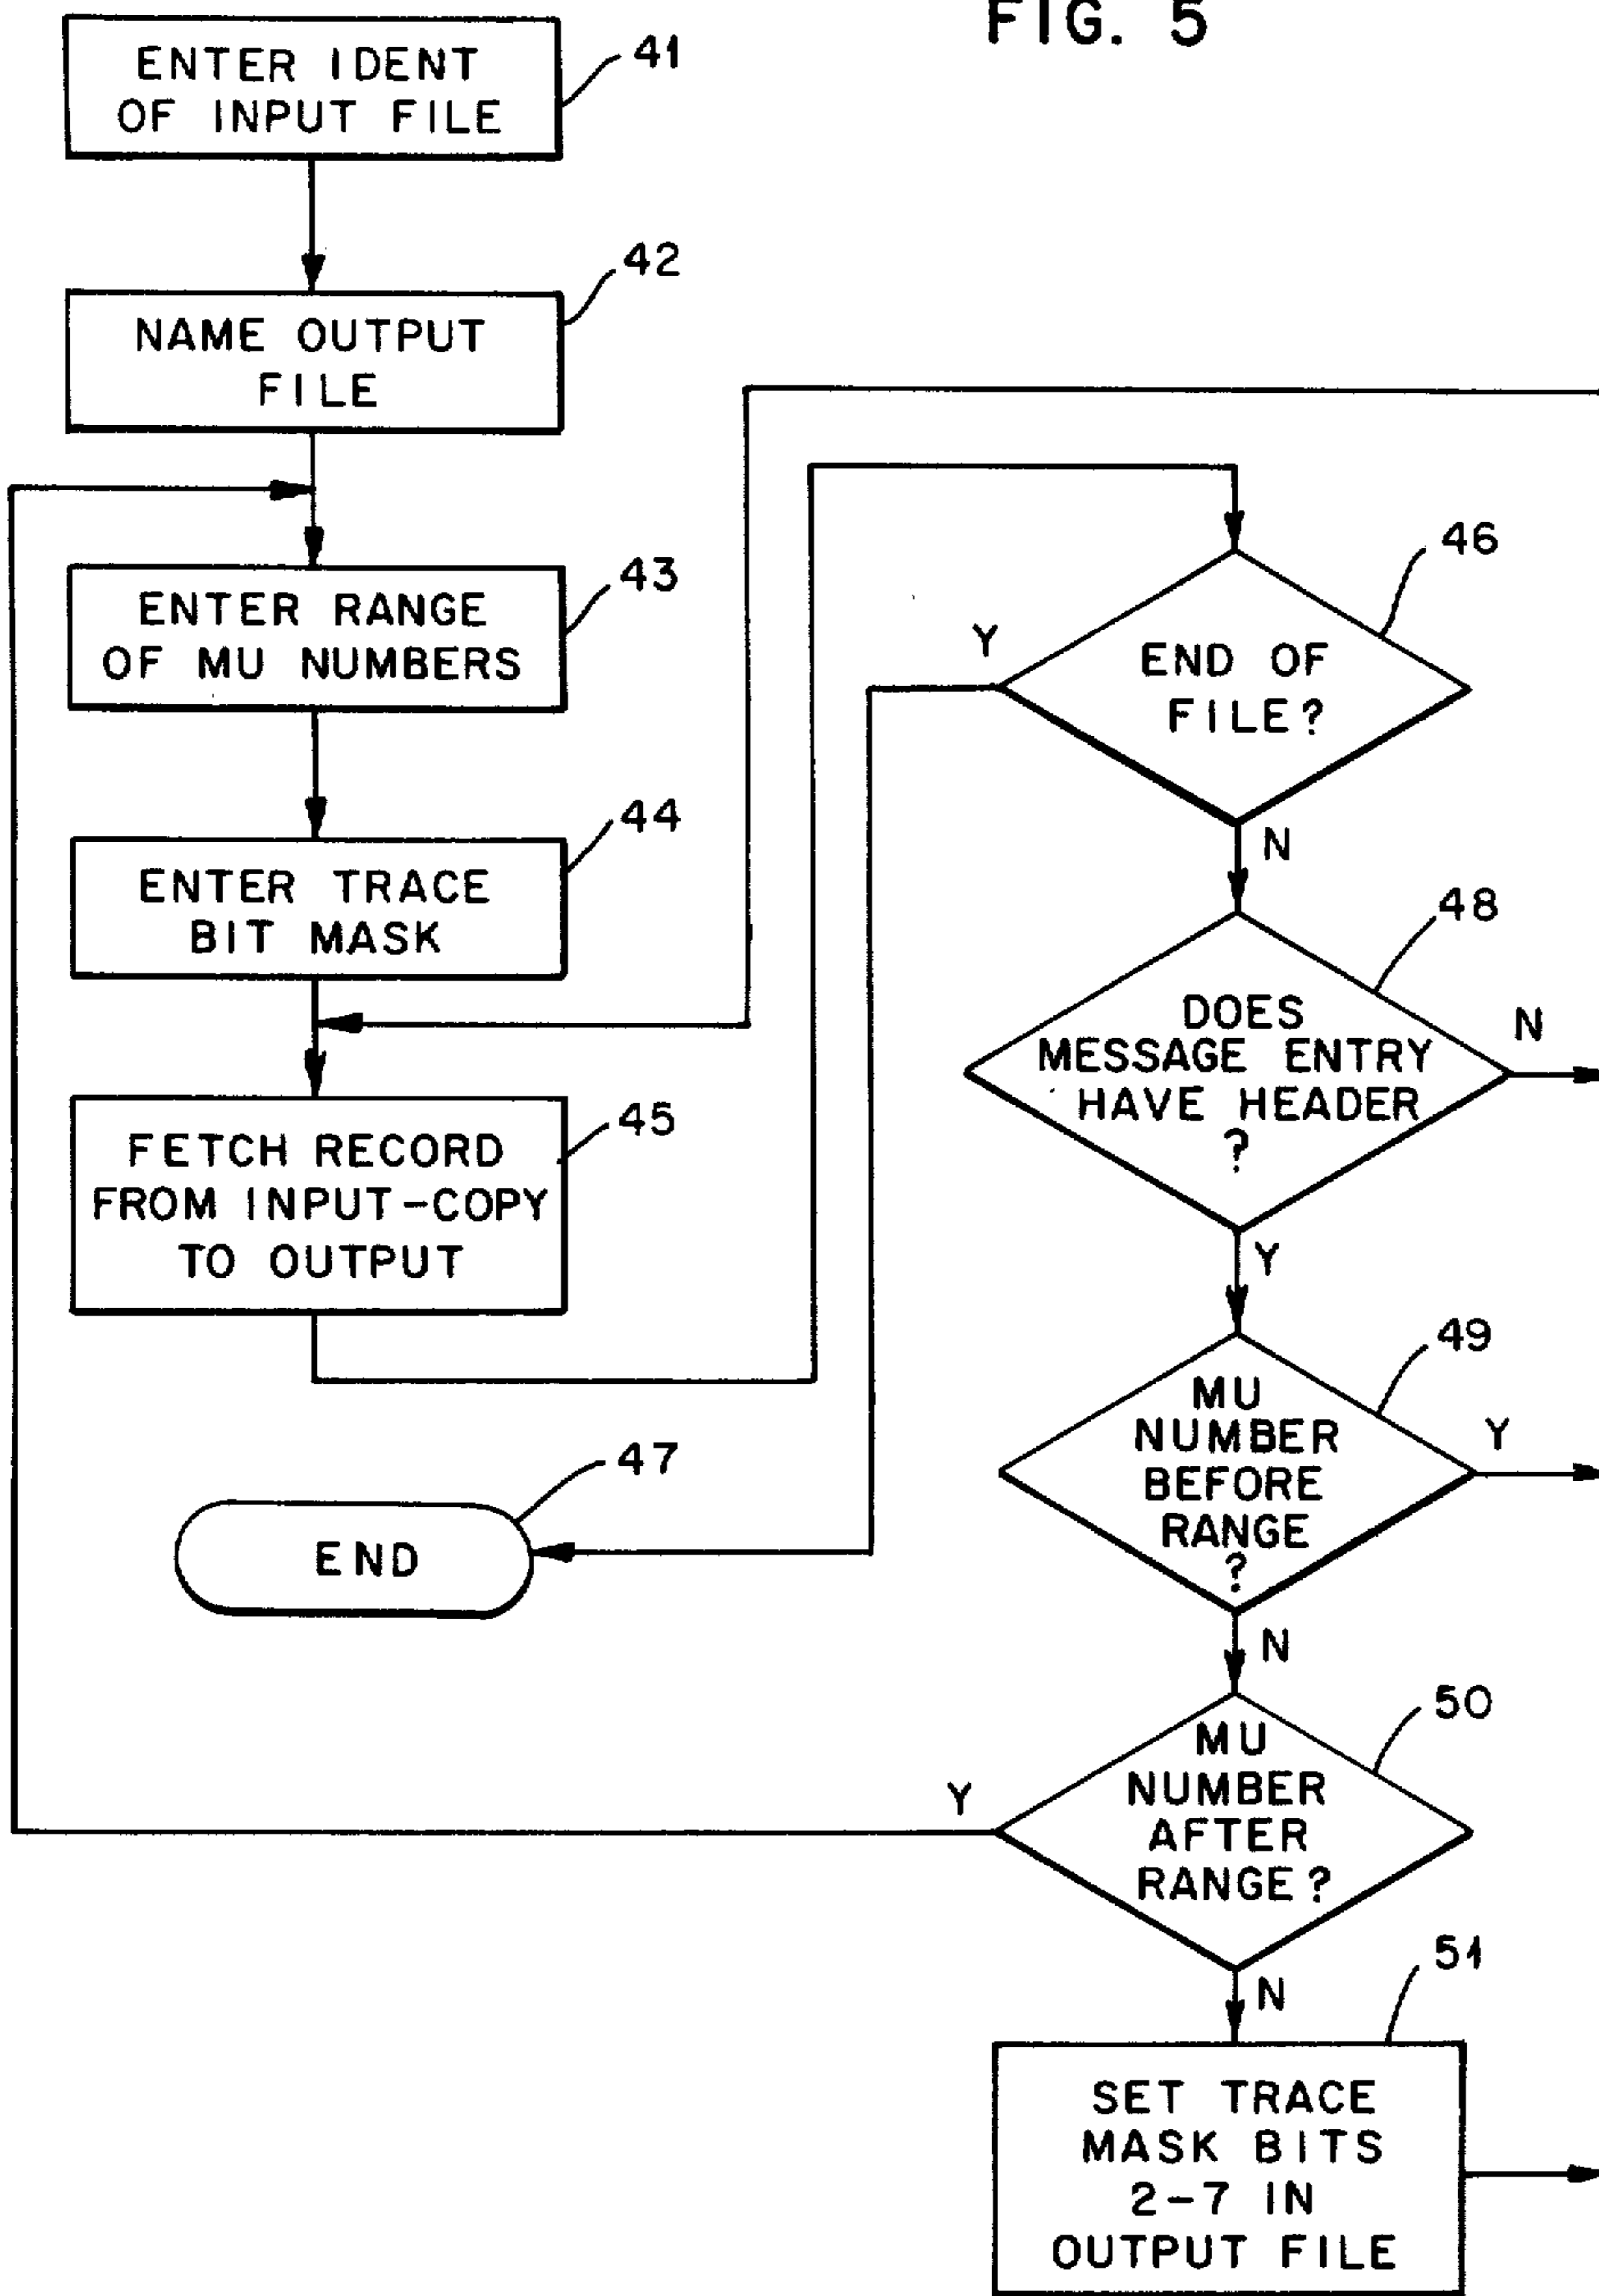 FIG. 5
ENTER IDENT
OF INPUT FILE
41
NAME OUTPUT
FILE
42
ENTER RANGE
OF MU NUMBERS
43
ENTER TRACE
BIT MASK
44
FETCH RECORD
FROM INPUT-COPY
TO OUTPUT
45
END
47
END OF
FILE?
46
Y
N
DOES
MESSAGE ENTRY
HAVE HEADER
?
48
N
Y
MU
NUMBER
BEFORE
RANGE
?
49
Y
N
MU
NUMBER
AFTER
RANGE?
50
Y
N
SET TRACE
MASK BITS
2-7 IN
OUTPUT FILE
51